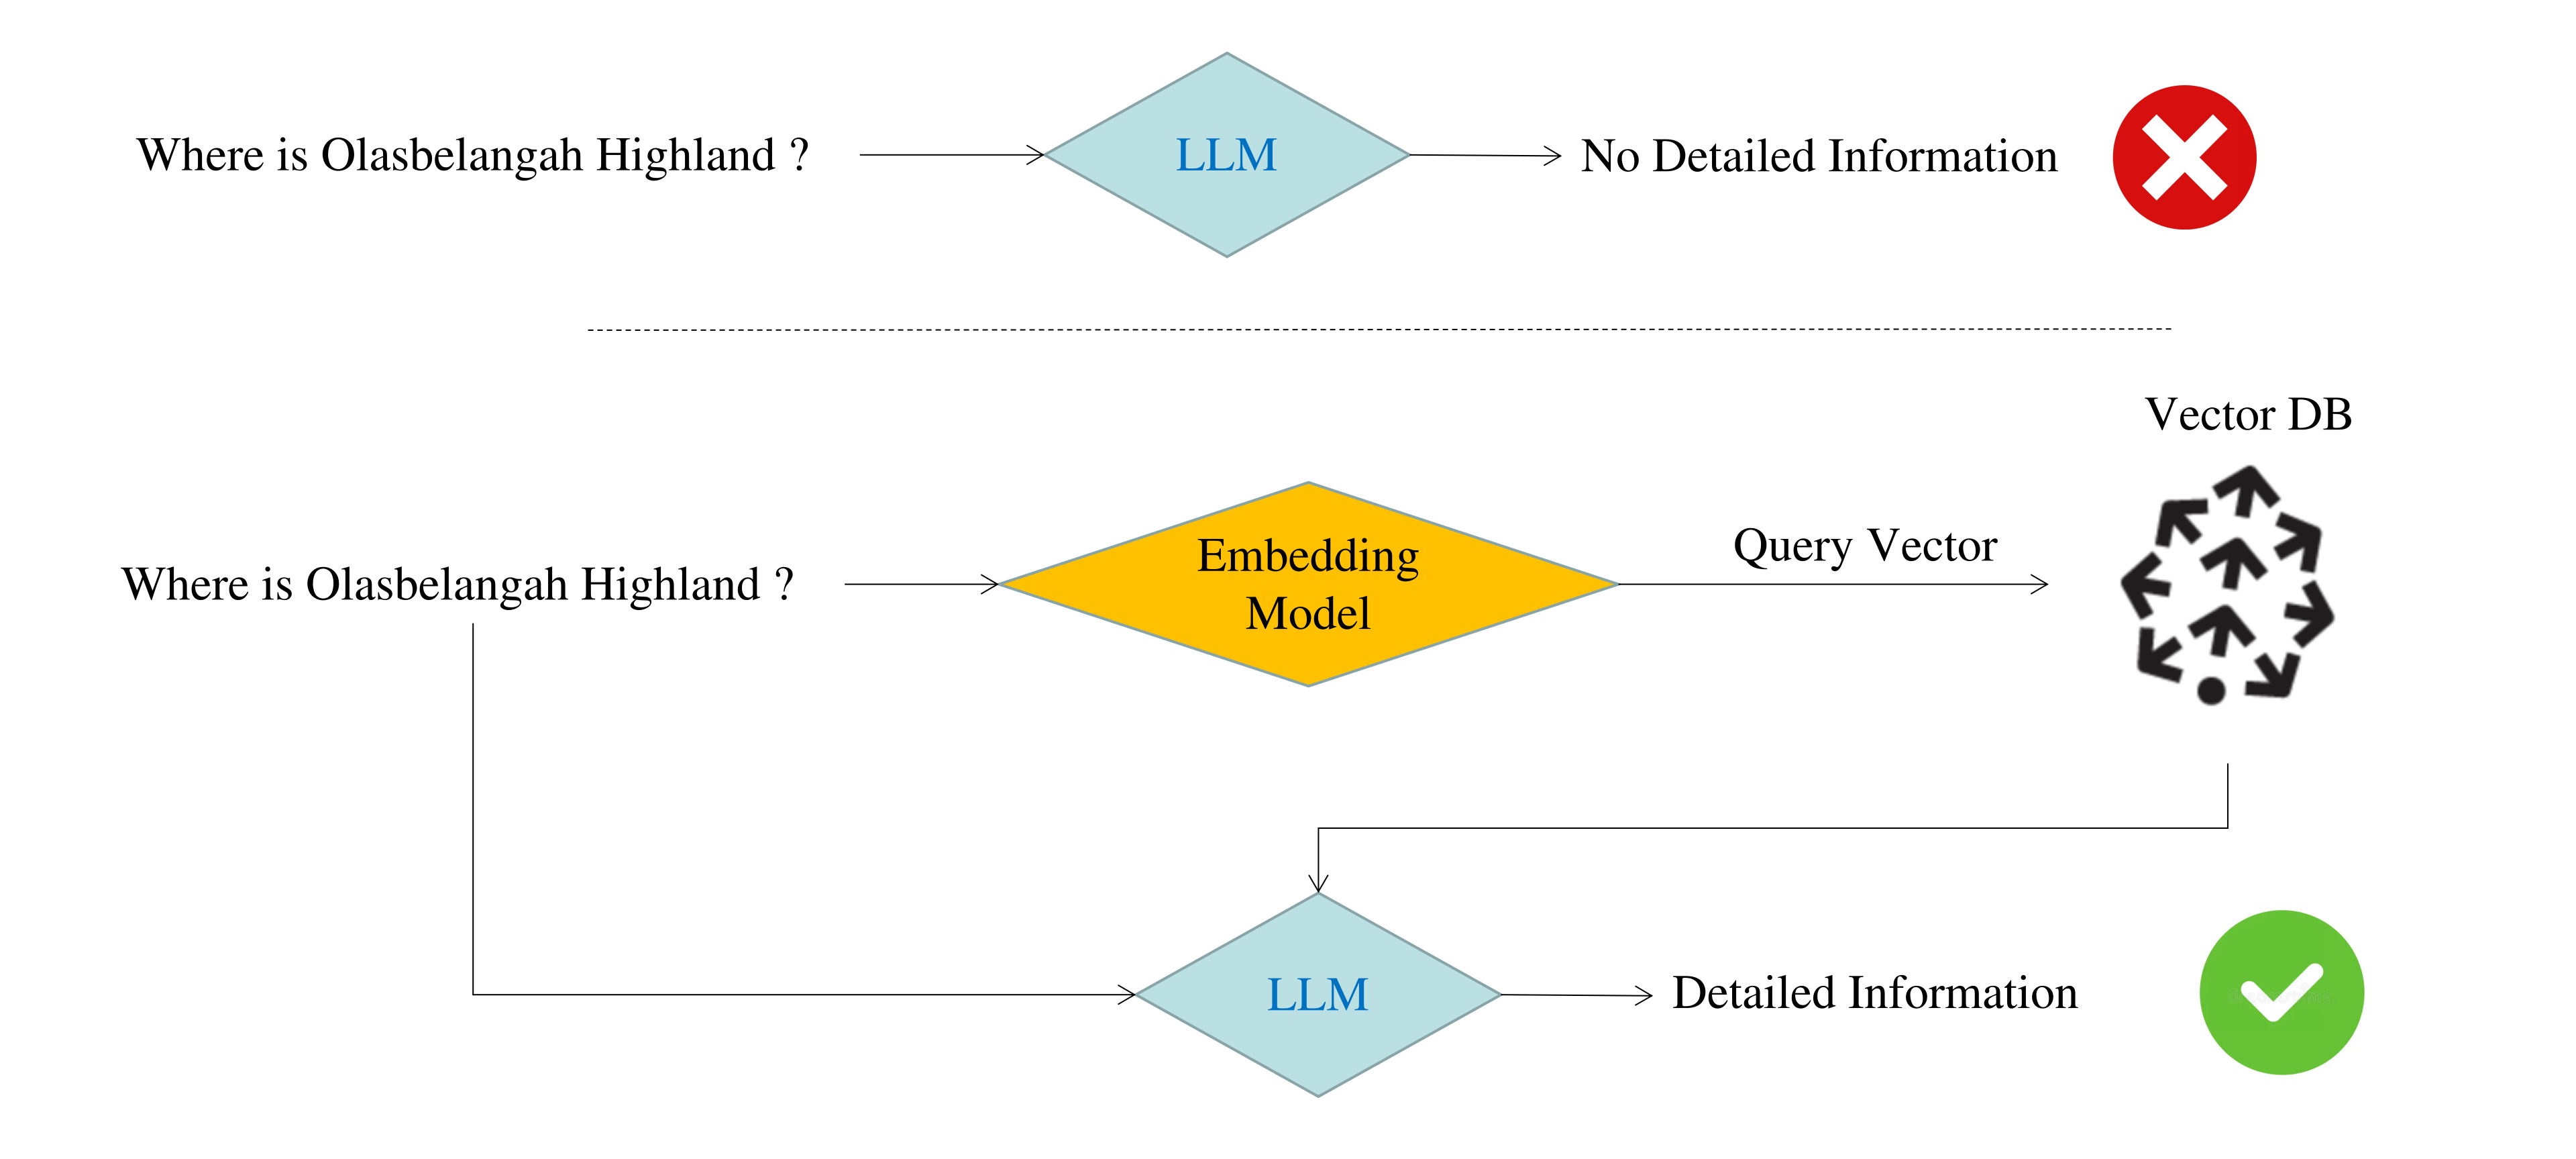 Where is Olasbelangah Highland ?
LLM
No Detailed Information
Vector DB
Where is Olasbelangah Highland ?
Embedding
Model
Query Vector
LLM
Detailed Information